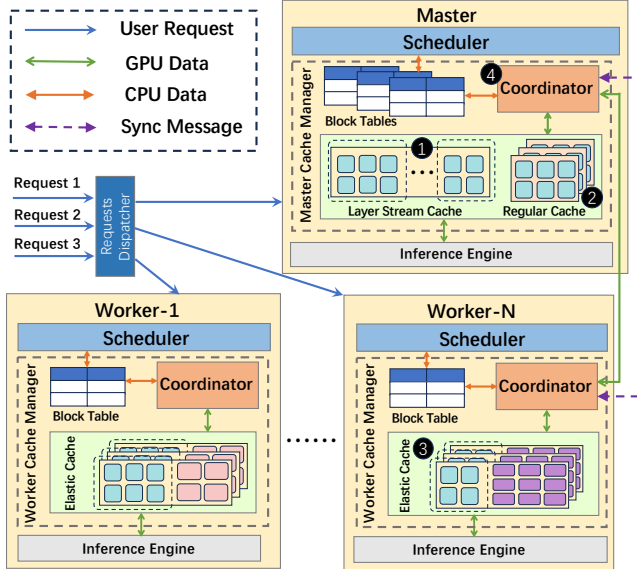 User Request
GPU Data
CPU Data
Sync Message
Master
Scheduler
Master Cache Manager
Block Tables
4
Coordinator
1
2
Layer Stream Cache
Regular Cache
Inference Engine
Request 1
Request 2
Request 3
Requests
Dispatcher
Worker-1
Scheduler
Worker Cache Manager
Block Table
Coordinator
Elastic Cache
Inference Engine
......
Worker-N
Scheduler
Worker Cache Manager
Block Table
Coordinator
3
Elastic Cache
Inference Engine